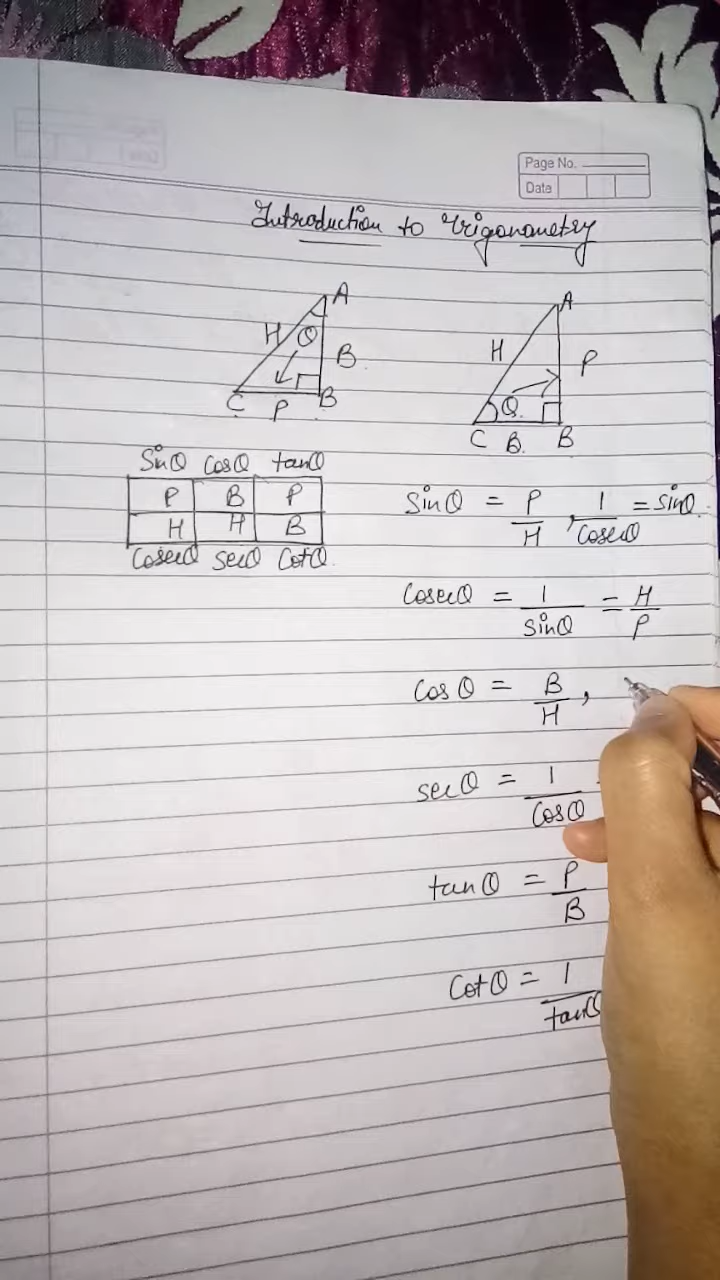 Page No.
Date
Introduction to Trigonometry
A
H θ B
C P B
A
H P
θ
C B B
Sinθ Cosθ tanθ
P B P
H H B
Cosecθ secθ Cotθ
Sinθ = P/H , 1/Cosecθ = Sinθ
Cosecθ = 1/Sinθ = H/P
Cosθ = B/H ,
secθ = 1/Cosθ
tanθ = P/B
Cotθ = 1/tanθ